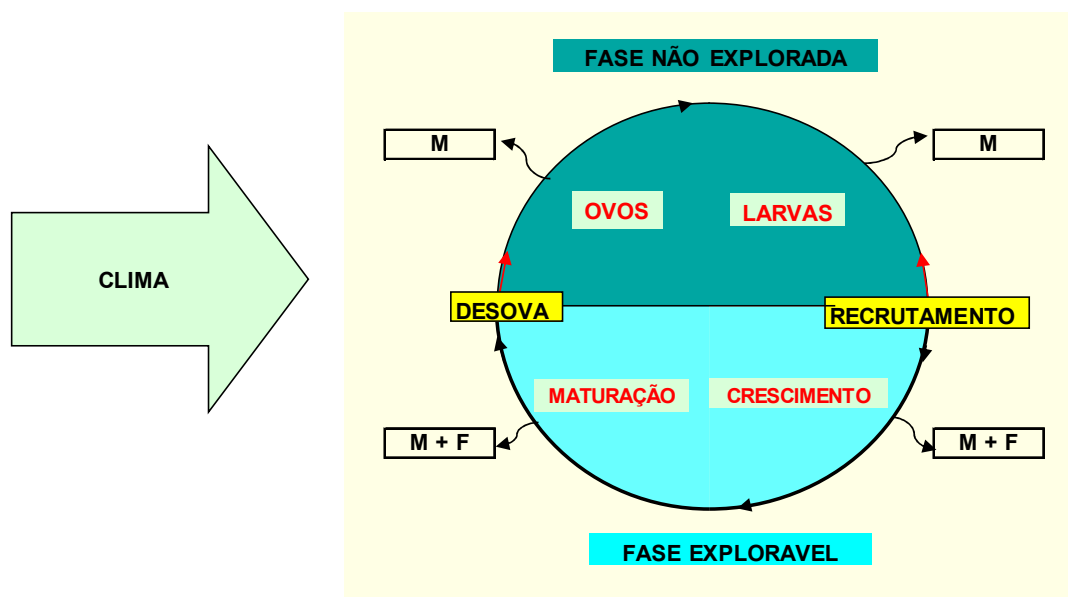 FASE NÃO EXPLORADA
M
M
OVOS
LARVAS
CLIMA
DESOVA
RECRUTAMENTO
MATURAÇÃO
CRESCIMENTO
M + F
M + F
FASE EXPLORAVEL